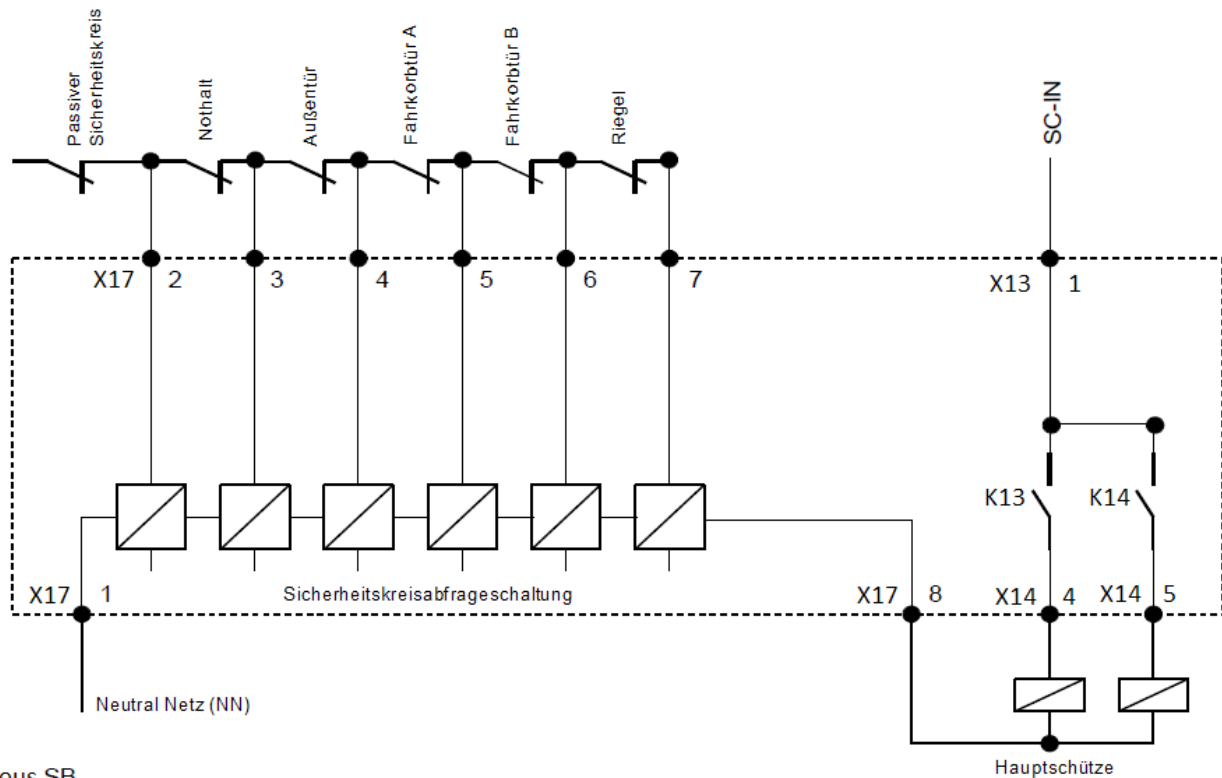 Passiver
Sicherheitskreis
Nothalt
Außentür
Fahrkorbtür A
Fahrkorbtür B
Riegel
SC-IN
X17 2 3 4 5 6 7 X13 1
K13 K14
X17 1 Sicherheitskreisabfrageschaltung X17 8 X14 4 X14 5
Neutral Netz (NN)
Hauptschütze